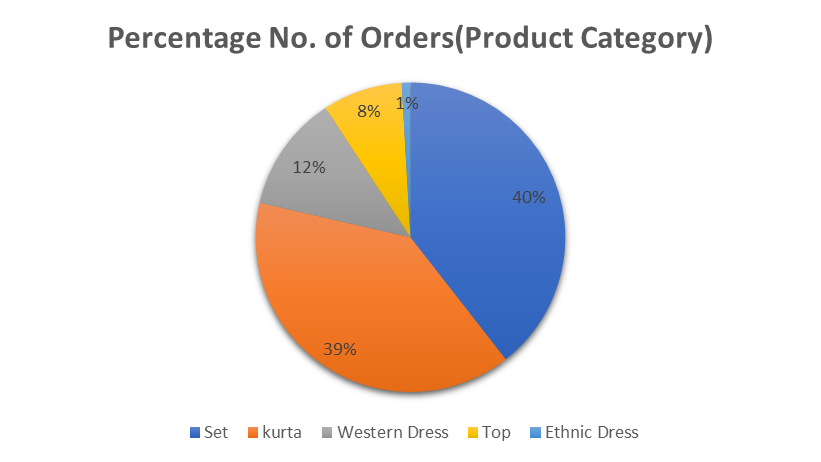 Percentage No. of Orders(Product Category)
1%
8%
12%
40%
39%
Set kurta Western Dress Top Ethnic Dress